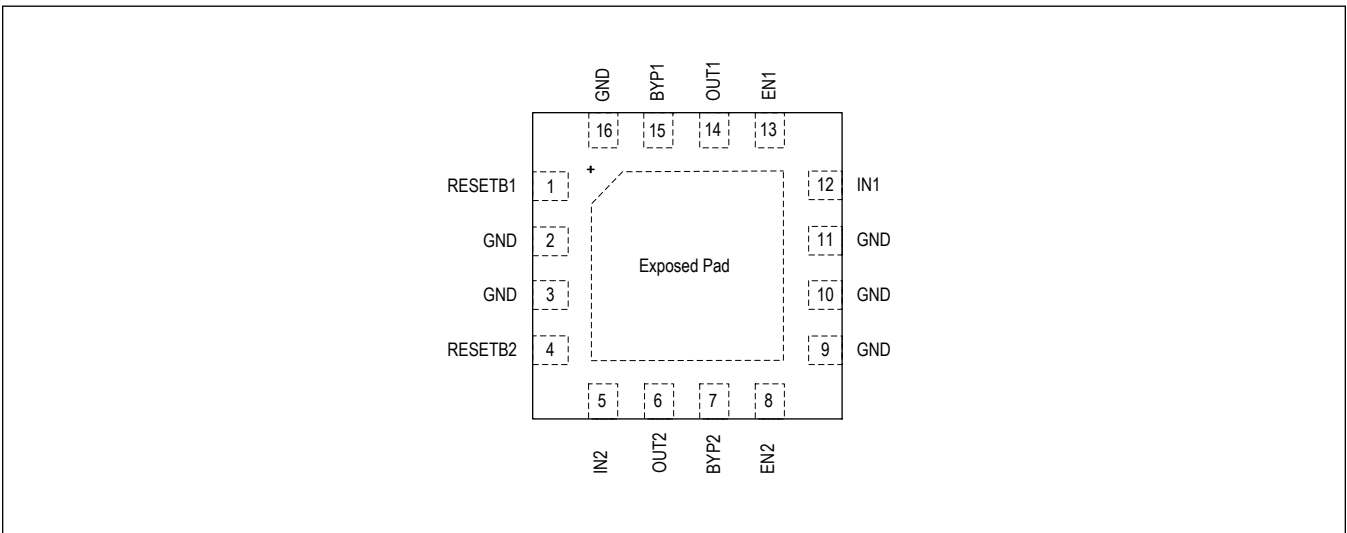 GND BYP1 OUT1 EN1
16 15 14 13
+
RESETB1 1 12 IN1
GND 2 11 GND
Exposed Pad
GND 3 10 GND
RESETB2 4 9 GND
5 6 7 8
IN2 OUT2 BYP2 EN2